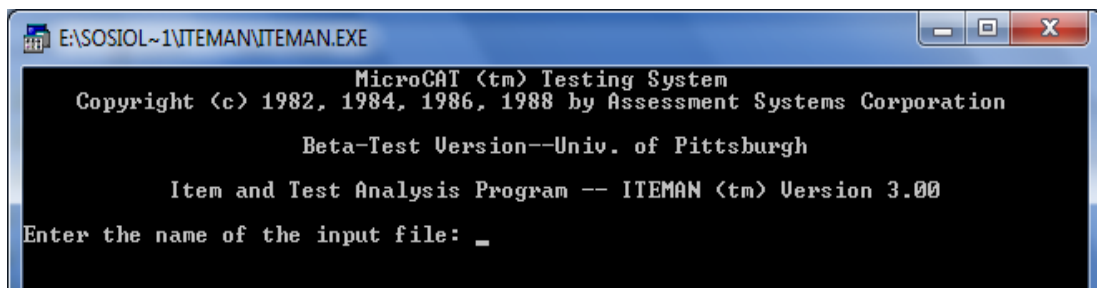 E:\SOSIOL~1\ITEMAN\ITEMAN.EXE
MicroCAT (tm) Testing System
Copyright (c) 1982, 1984, 1986, 1988 by Assessment Systems Corporation
Beta-Test Version--Univ. of Pittsburgh
Item and Test Analysis Program -- ITEMAN (tm) Version 3.00
Enter the name of the input file: _